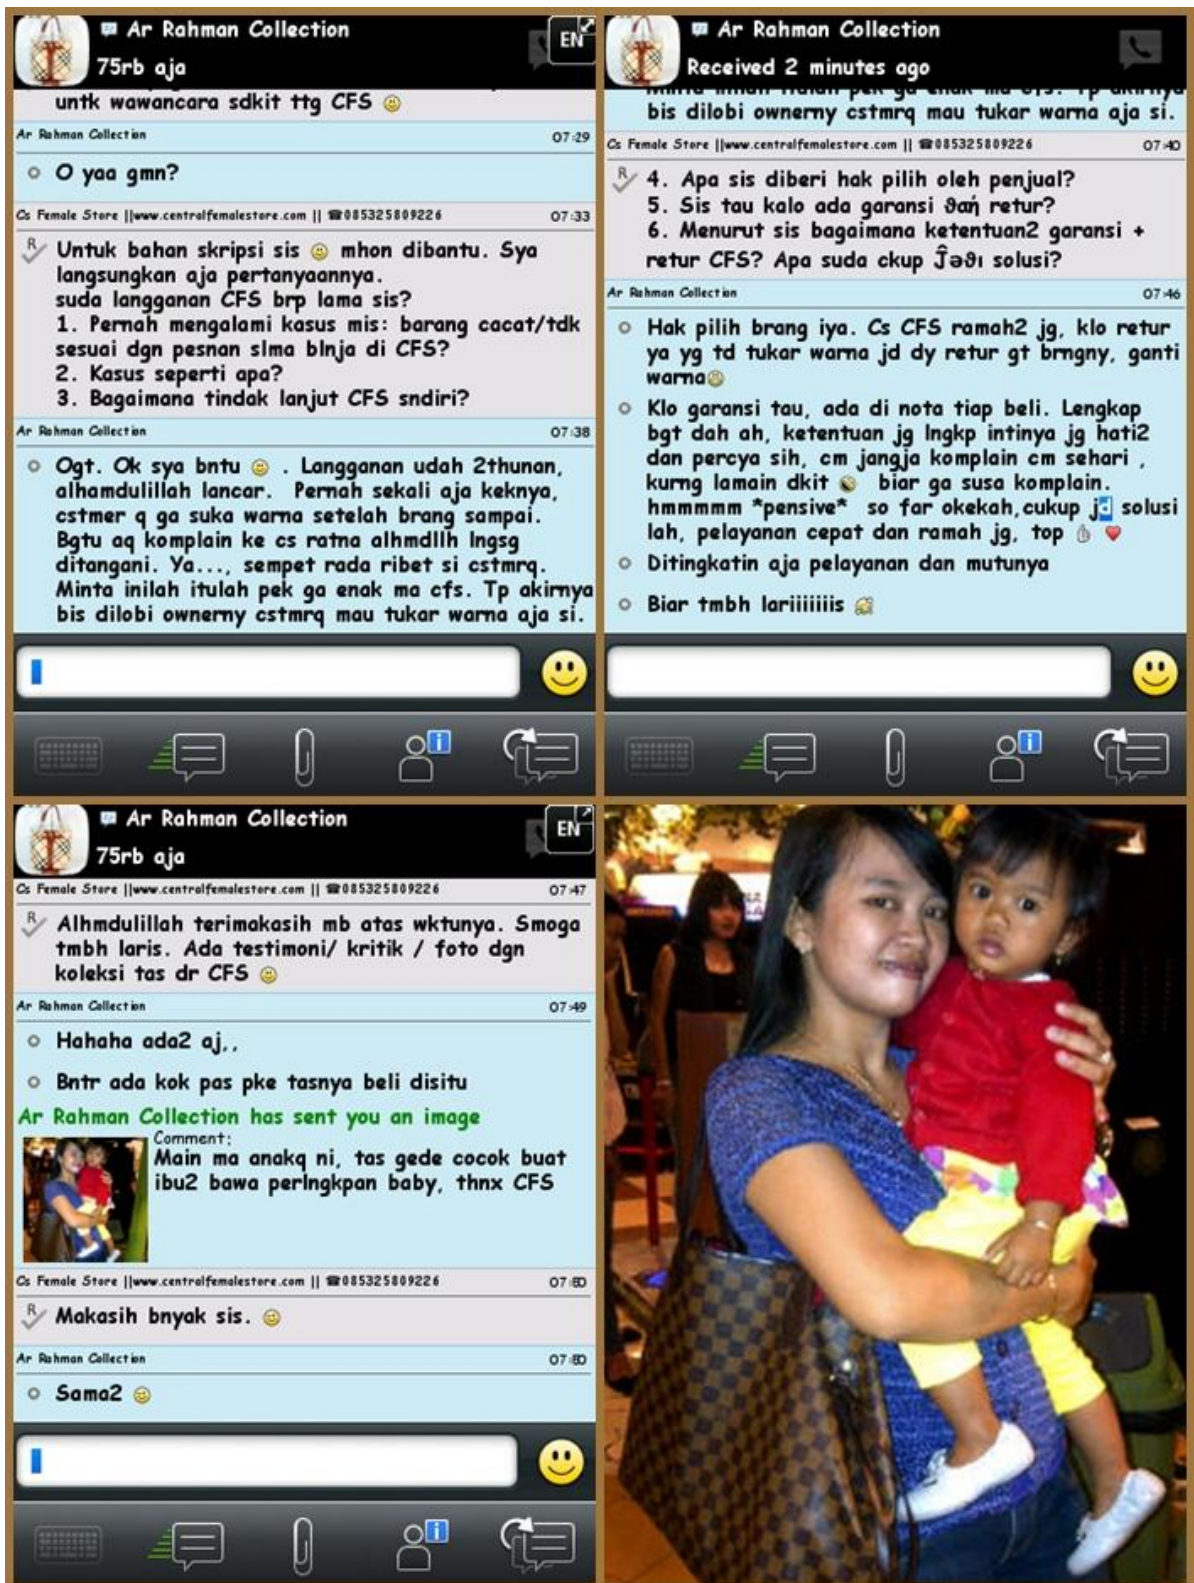 Ar Rahman Collection
EN
75rb aja
untk wawancara sdkit ttg CFS
Ar Rahman Collection 07:29
O yaa gmn?
Cs Female Store ||www.centralfemalestore.com || ☎085325809226 07:33
R Untuk bahan skripsi sis mhon dibantu. Sya
langsungkan aja pertanyaannya.
suda langganan CFS brp lama sis?
1. Pernah mengalami kasus mis: barang cacat/tdk
sesuai dgn pesnan slma blnja di CFS?
2. Kasus seperti apa?
3. Bagaimana tindak lanjut CFS sndiri?
Ar Rahman Collection 07:38
Ogt. Ok sya bntu . Langganan udah 2thunan,
alhamdulillah lancar. Pernah sekali aja keknya,
cstmer q ga suka warna setelah brang sampai.
Bgtu aq komplain ke cs ratna alhmdllh lngsg
ditangani. Ya..., sempet rada ribet si cstmrq.
Minta inilah itulah pek ga enak ma cfs. Tp akirnya
bis dilobi ownerny cstmrq mau tukar warna aja si.
Ar Rahman Collection
Received 2 minutes ago
Minta inilah itulah pek ga enak ma cfs. Tp akirnya
bis dilobi ownerny cstmrq mau tukar warna aja si.
Cs Female Store ||www.centralfemalestore.com || ☎085325809226 07:40
R 4. Apa sis diberi hak pilih oleh penjual?
5. Sis tau kalo ada garansi ϑαή retur?
6. Menurut sis bagaimana ketentuan2 garansi +
retur CFS? Apa suda ckup Ĵəϑι solusi?
Ar Rahman Collection 07:46
Hak pilih brang iya. Cs CFS ramah2 jg, klo retur
ya yg td tukar warna jd dy retur gt brngny, ganti
warna
Klo garansi tau, ada di nota tiap beli. Lengkap
bgt dah ah, ketentuan jg lngkp intinya jg hati2
dan percya sih, cm jangja komplain cm sehari ,
kurng lamain dkit biar ga susa komplain.
hmmmmm *pensive* so far okekah,cukup jd solusi
lah, pelayanan cepat dan ramah jg, top
Ditingkatin aja pelayanan dan mutunya
Biar tmbh lariiiiiiis
Ar Rahman Collection
EN
75rb aja
Cs Female Store ||www.centralfemalestore.com || ☎085325809226 07:47
R Alhmdulillah terimakasih mb atas wktunya. Smoga
tmbh laris. Ada testimoni/ kritik / foto dgn
koleksi tas dr CFS
Ar Rahman Collection 07:49
Hahaha ada2 aj,,
Bntr ada kok pas pke tasnya beli disitu
Ar Rahman Collection has sent you an image
Comment:
Main ma anakq ni, tas gede cocok buat
ibu2 bawa perlngkpan baby, thnx CFS
Cs Female Store ||www.centralfemalestore.com || ☎085325809226 07:50
R Makasih bnyak sis.
Ar Rahman Collection 07:50
Sama2